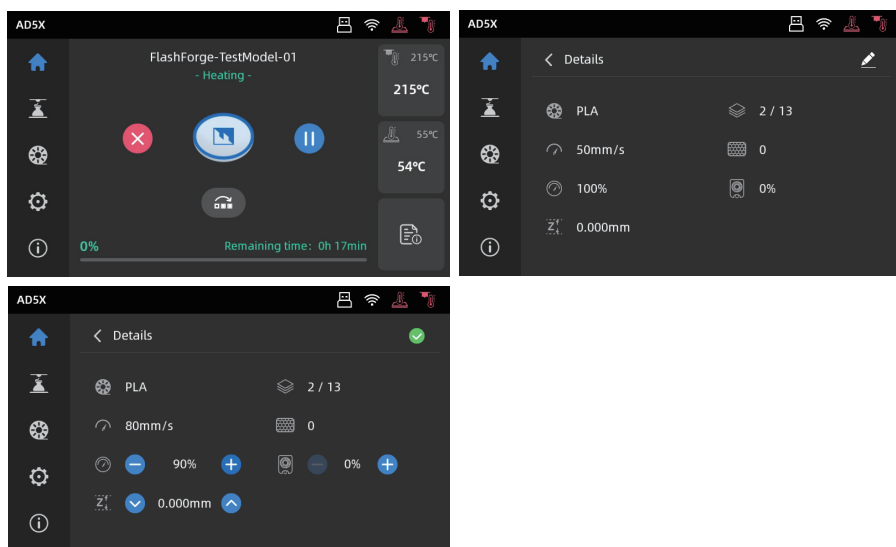 AD5X
FlashForge-TestModel-01
- Heating -
215℃
215℃
55℃
54℃
0%
Remaining time: 0h 17min
AD5X
Details
PLA
2 / 13
50mm/s
0
100%
0%
Z
0.000mm
AD5X
Details
PLA
2 / 13
80mm/s
0
90%
0%
Z
0.000mm